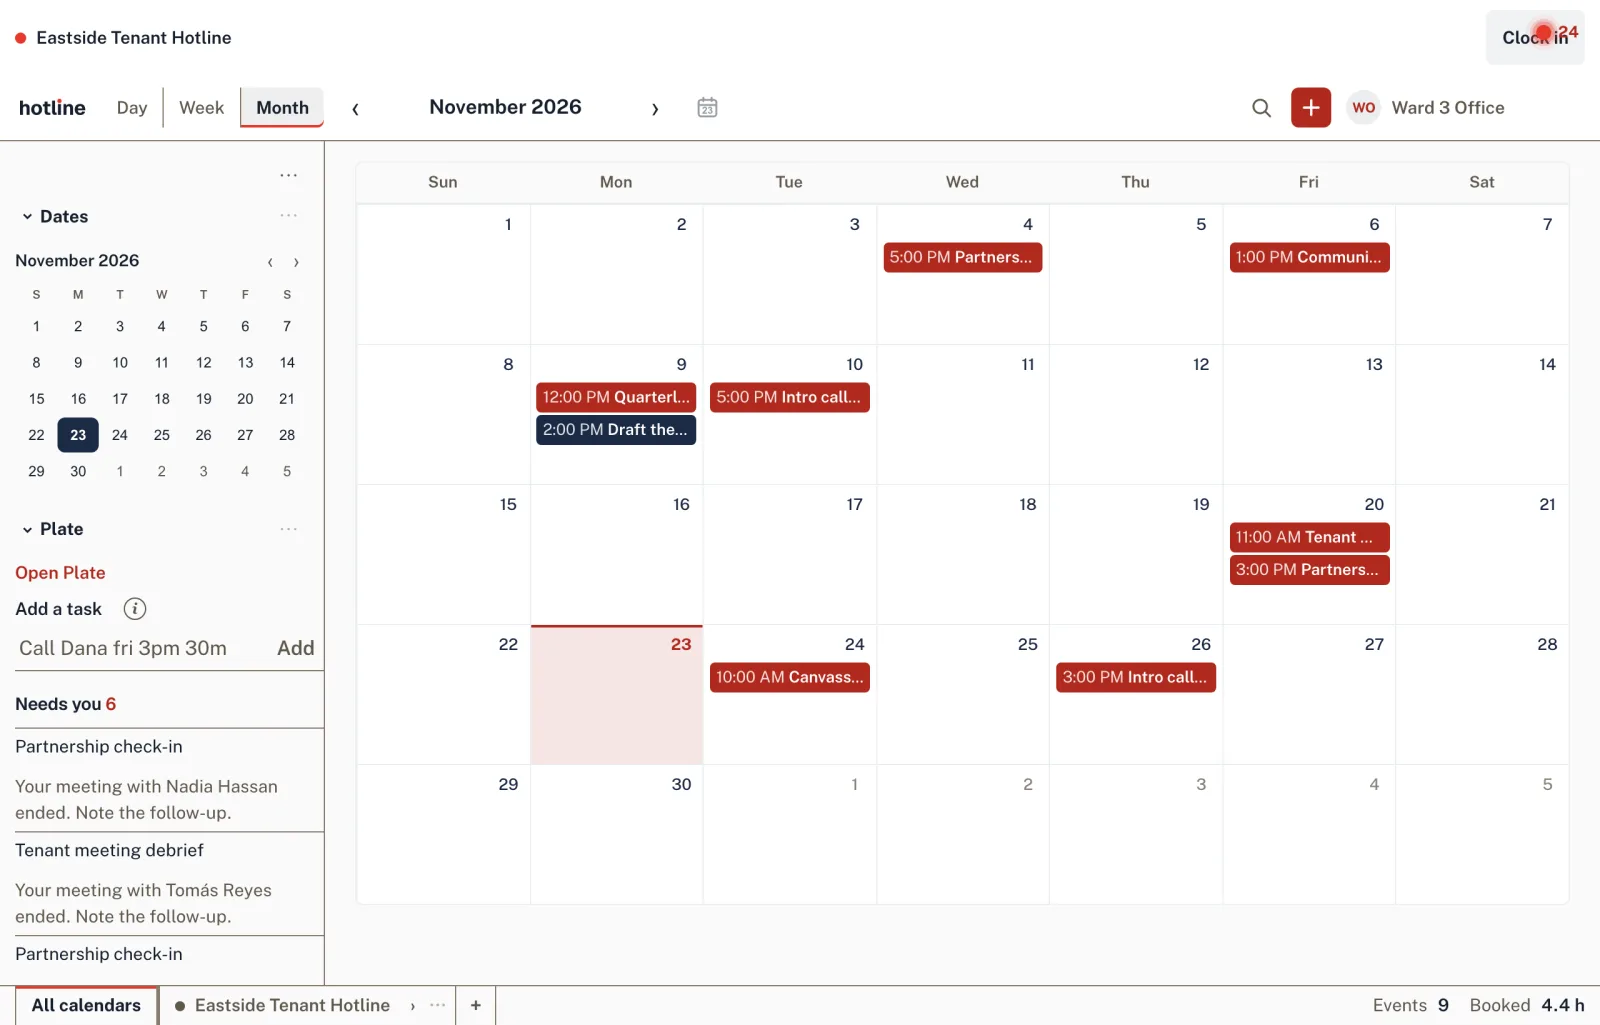 Eastside Tenant Hotline
Clock in
24
hotline
Day
Week
Month
‹
November 2026
›
23
+
WO
Ward 3 Office
...
Dates
...
November 2026
‹ ›
S M T W T F S
1 2 3 4 5 6 7
8 9 10 11 12 13 14
15 16 17 18 19 20 21
22 23 24 25 26 27 28
29 30 1 2 3 4 5
Plate
...
Open Plate
Add a task
i
Call Dana fri 3pm 30m
Add
Needs you 6
Partnership check-in
Your meeting with Nadia Hassan
ended. Note the follow-up.
Tenant meeting debrief
Your meeting with Tomás Reyes
ended. Note the follow-up.
Partnership check-in
Sun Mon Tue Wed Thu Fri Sat
1 2 3 4 5 6 7
5:00 PM Partners...
1:00 PM Communi...
8 9 10 11 12 13 14
12:00 PM Quarterl...
2:00 PM Draft the...
5:00 PM Intro call...
15 16 17 18 19 20 21
11:00 AM Tenant ...
3:00 PM Partners...
22 23 24 25 26 27 28
10:00 AM Canvass...
3:00 PM Intro call...
29 30 1 2 3 4 5
All calendars
Eastside Tenant Hotline
›
...
+
Events 9
Booked 4.4 h